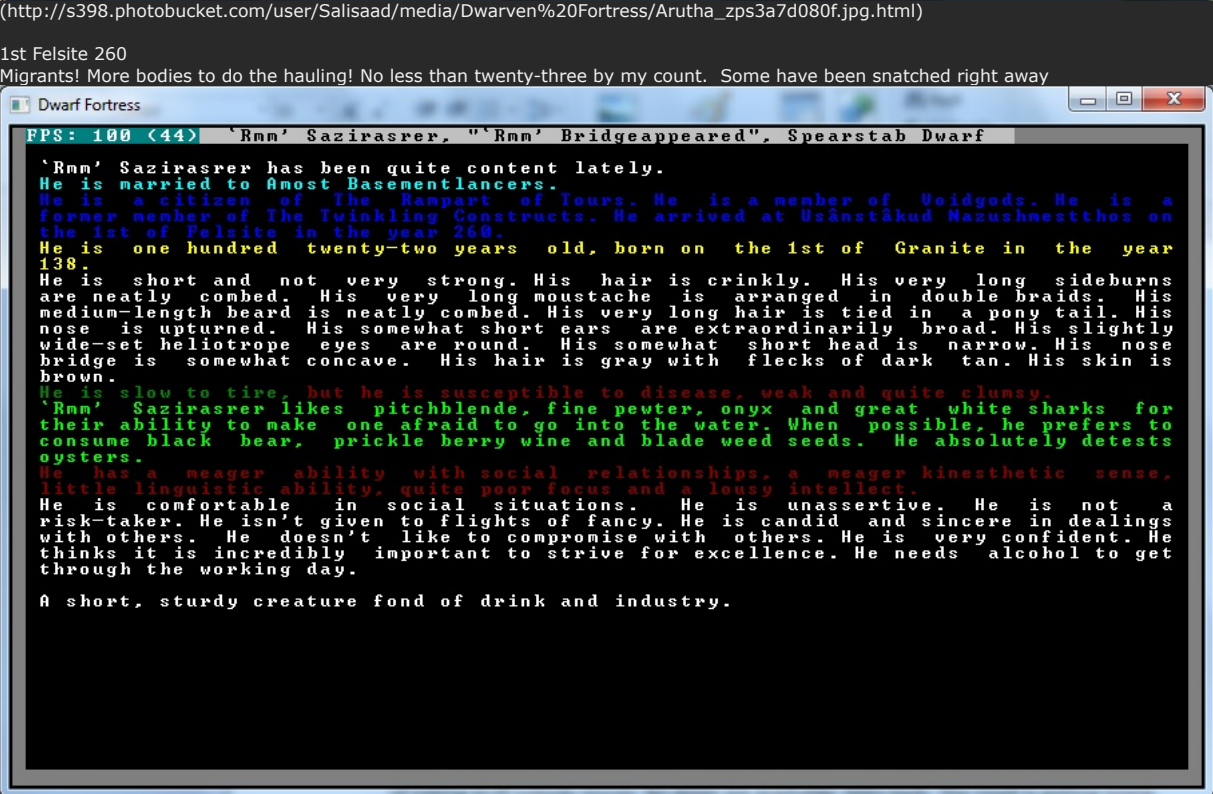 (http://s398.photobucket.com/user/Salisaad/media/Dwarven%20Fortress/Arutha_zps3a7d080f.jpg.html)
1st Felsite 260
Migrants! More bodies to do the hauling! No less than twenty-three by my count. Some have been snatched right away
Dwarf Fortress
FPS: 100 (44) `Rmm' Sazirasrer, "`Rmm' Bridgeappeared", Spearstab Dwarf
`Rmm' Sazirasrer has been quite content lately.
He is married to Amost Basementlancers.
He is a citizen of The Rampart of Tours. He is a member of Voidgods. He is a
former member of The Twinkling Constructs. He arrived at Usânstâkud Nazushmestthos on
the 1st of Felsite in the year 260.
He is one hundred twenty-two years old, born on the 1st of Granite in the year
138.
He is short and not very strong. His hair is crinkly. His very long sideburns
are neatly combed. His very long moustache is arranged in double braids. His
medium-length beard is neatly combed. His very long hair is tied in a pony tail. His
nose is upturned. His somewhat short ears are extraordinarily broad. His slightly
wide-set heliotrope eyes are round. His somewhat short head is narrow. His nose
bridge is somewhat concave. His hair is gray with flecks of dark tan. His skin is
brown.
He is slow to tire, but he is susceptible to disease, weak and quite clumsy.
`Rmm' Sazirasrer likes pitchblende, fine pewter, onyx and great white sharks for
their ability to make one afraid to go into the water. When possible, he prefers to
consume black bear, prickle berry wine and blade weed seeds. He absolutely detests
oysters.
He has a meager ability with social relationships, a meager kinesthetic sense,
little linguistic ability, quite poor focus and a lousy intellect.
He is comfortable in social situations. He is unassertive. He is not a
risk-taker. He isn't given to flights of fancy. He is candid and sincere in dealings
with others. He doesn't like to compromise with others. He is very confident. He
thinks it is incredibly important to strive for excellence. He needs alcohol to get
through the working day.
A short, sturdy creature fond of drink and industry.